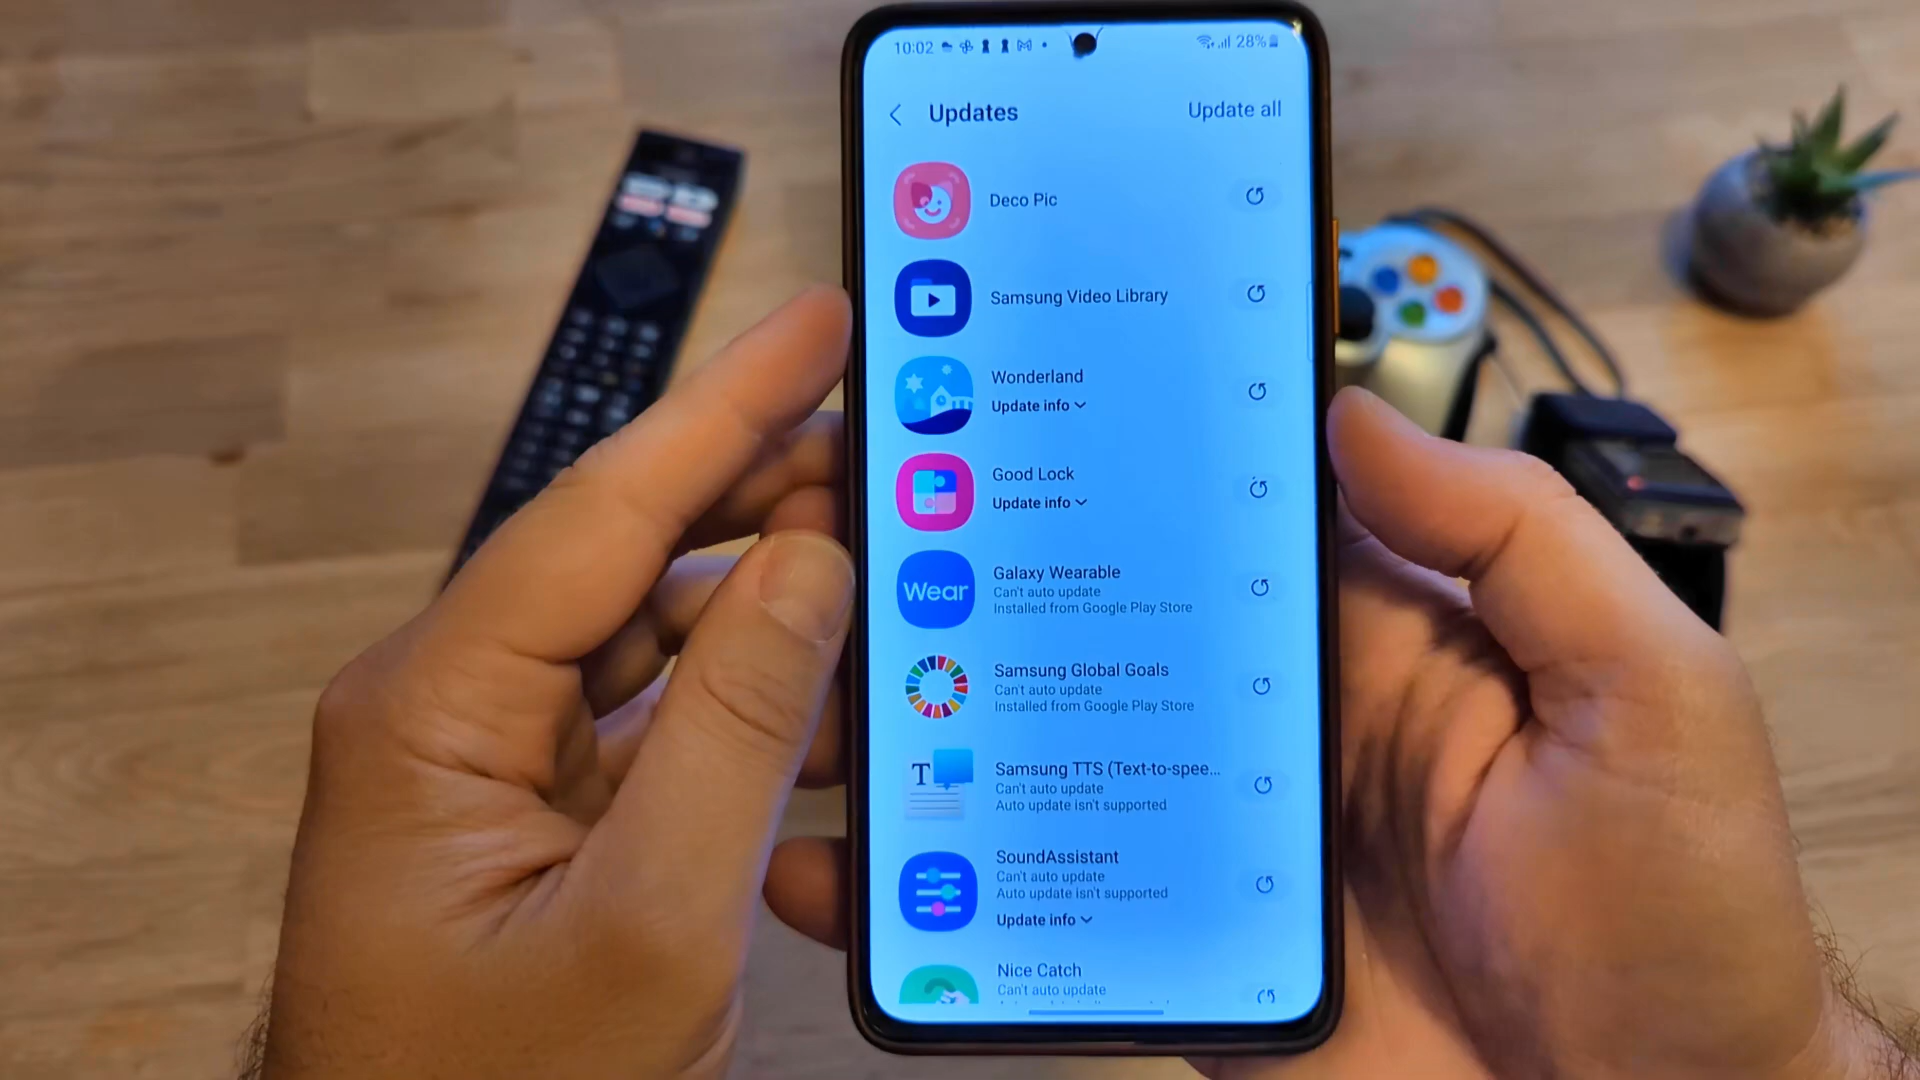 10:02
28%
Updates
Update all
Deco Pic
Samsung Video Library
Wonderland
Update info
Good Lock
Update info
Wear
Galaxy Wearable
Can't auto update
Installed from Google Play Store
Samsung Global Goals
Can't auto update
Installed from Google Play Store
T
Samsung TTS (Text-to-spee...
Can't auto update
Auto update isn't supported
SoundAssistant
Can't auto update
Auto update isn't supported
Update info
Nice Catch
Can't auto update